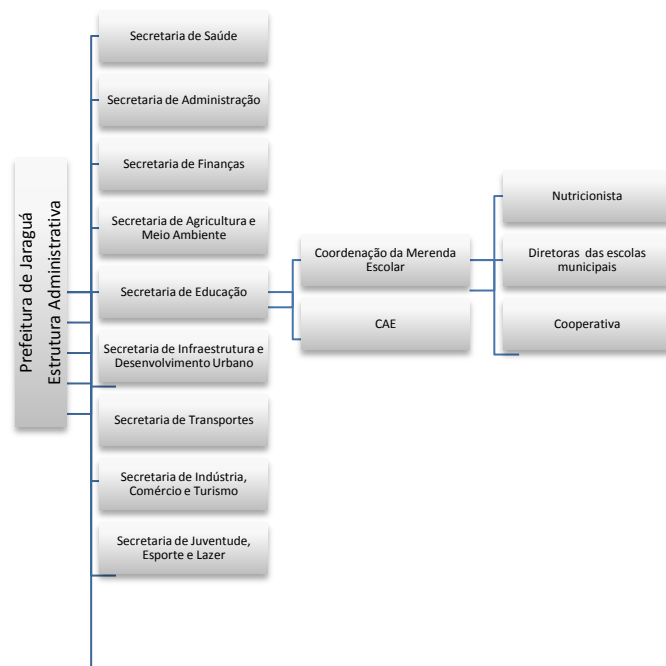 Prefeitura de Jaraguá
Estrutura Administrativa
Secretaria de Saúde
Secretaria de Administração
Secretaria de Finanças
Secretaria de Agricultura e
Meio Ambiente
Secretaria de Educação
Secretaria de Infraestrutura e
Desenvolvimento Urbano
Secretaria de Transportes
Secretaria de Indústria,
Comércio e Turismo
Secretaria de Juventude,
Esporte e Lazer
Coordenação da Merenda
Escolar
CAE
Nutricionista
Diretoras das escolas
municipais
Cooperativa